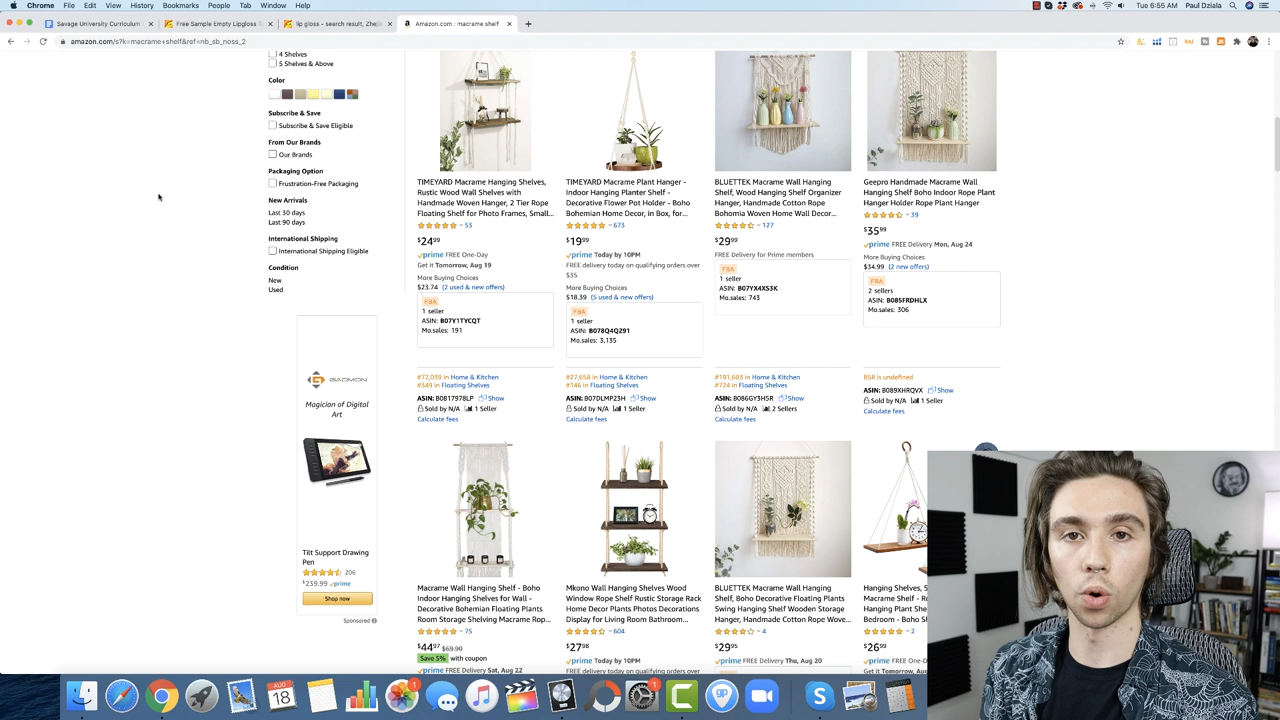 Chrome File Edit View History Bookmarks People Tab Window Help
Tue 6:55 AM Paul Dziala
Savage University Curriculum
Free Sample Empty Lipgloss T
lip gloss - search result, Zhejia
Amazon.com : macrame shelf
amazon.com/s?k=macrame+shelf&ref=nb_sb_noss_2
4 Shelves
5 Shelves & Above
Color
Subscribe & Save
Subscribe & Save Eligible
From Our Brands
Our Brands
Packaging Option
Frustration-Free Packaging
New Arrivals
Last 30 days
Last 90 days
International Shipping
International Shipping Eligible
Condition
New
Used
GAOMON
Magician of Digital
Art
Tilt Support Drawing
Pen
206
$239.99 prime
Shop now
Sponsored
TIMEYARD Macrame Hanging Shelves,
Rustic Wood Wall Shelves with
Handmade Woven Hanger, 2 Tier Rope
Floating Shelf for Photo Frames, Small...
53
$24.99
prime FREE One-Day
Get it Tomorrow, Aug 19
More Buying Choices
$23.74 (2 used & new offers)
FBA
1 seller
ASIN: B07Y1TYCQT
Mo.sales: 191
TIMEYARD Macrame Plant Hanger -
Indoor Hanging Planter Shelf -
Decorative Flower Pot Holder - Boho
Bohemian Home Decor, in Box, for...
673
$19.99
prime Today by 10PM
FREE delivery today on qualifying orders over
$35
More Buying Choices
$18.39 (5 used & new offers)
FBA
1 seller
ASIN: B078Q4Q291
Mo.sales: 3,135
BLUETTEK Macrame Wall Hanging
Shelf, Wood Hanging Shelf Organizer
Hanger, Handmade Cotton Rope
Bohomia Woven Home Wall Decor...
127
$29.99
FREE Delivery for Prime members
FBA
1 seller
ASIN: B07YX4XS3K
Mo.sales: 743
Geepro Handmade Macrame Wall
Hanging Shelf Boho Indoor Rope Plant
Hanger Holder Rope Plant Hanger
39
$35.99
prime FREE Delivery Mon, Aug 24
More Buying Choices
$34.99 (2 new offers)
FBA
2 sellers
ASIN: B085FRDHLX
Mo.sales: 306
#72,039 in Home & Kitchen
#349 in Floating Shelves
ASIN: B0817978LP Show
Sold by N/A 1 Seller
Calculate fees
#27,658 in Home & Kitchen
#146 in Floating Shelves
ASIN: B07DLMPZ3H Show
Sold by N/A 1 Seller
Calculate fees
#191,603 in Home & Kitchen
#724 in Floating Shelves
ASIN: B086GY3H5R Show
Sold by N/A 2 Sellers
Calculate fees
BSR is undefined
ASIN: B089XHRQVX Show
Sold by N/A 1 Seller
Calculate fees
Macrame Wall Hanging Shelf - Boho
Indoor Hanging Shelves for Wall -
Decorative Bohemian Floating Plants
Room Storage Shelving Macrame Rop...
75
$44.97 $69.90
Save 5% with coupon
prime FREE Delivery Sat, Aug 22
Mkono Wall Hanging Shelves Wood
Window Rope Shelf Rustic Storage Rack
Home Decor Plants Photos Decorations
Display for Living Room Bathroom...
604
$27.98
prime Today by 10PM
FREE delivery today on qualifying orders over
BLUETTEK Macrame Wall Hanging
Shelf, Boho Decorative Floating Plants
Swing Hanging Shelf Wooden Storage
Hanger, Handmade Cotton Rope Wove...
4
$29.95
prime FREE Delivery Thu, Aug 20
Hanging Shelves, S
Macrame Shelf -
Hanging Plant She
Bedroom - Boho S
2
$26.99
prime FREE One-D
AUG
18
1
1